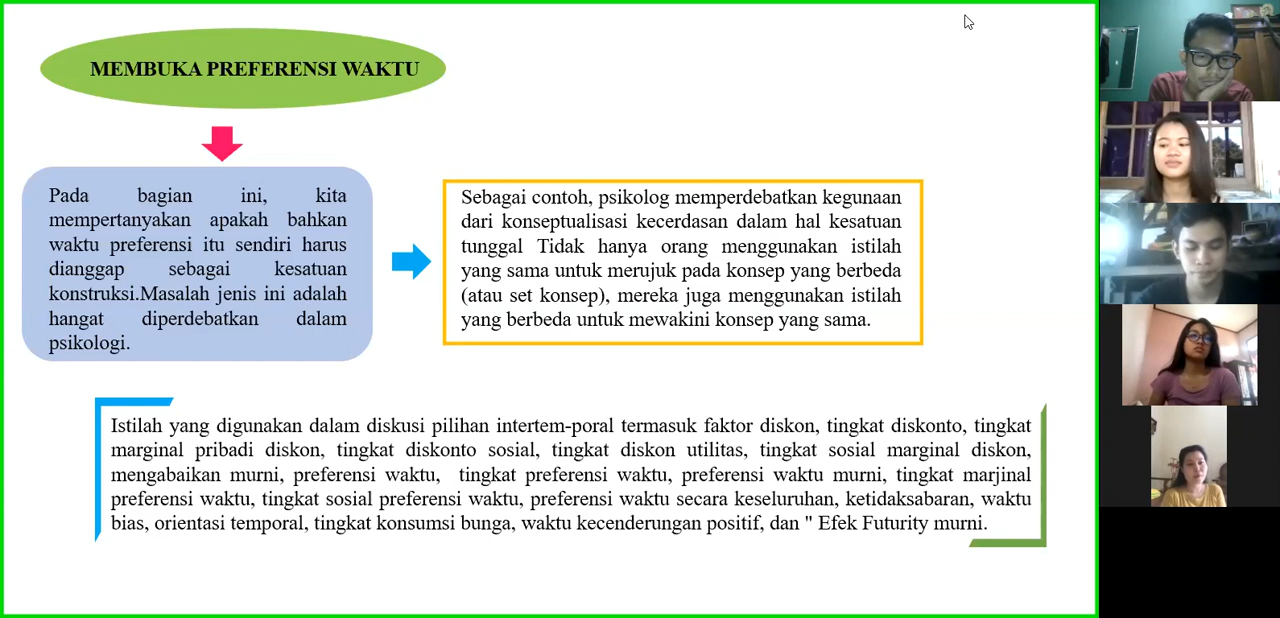 MEMBUKA PREFERENSI WAKTU
Pada bagian ini, kita
mempertanyakan apakah bahkan
waktu preferensi itu sendiri harus
dianggap sebagai kesatuan
konstruksi.Masalah jenis ini adalah
hangat diperdebatkan dalam
psikologi.
Sebagai contoh, psikolog memperdebatkan kegunaan
dari konseptualisasi kecerdasan dalam hal kesatuan
tunggal Tidak hanya orang menggunakan istilah
yang sama untuk merujuk pada konsep yang berbeda
(atau set konsep), mereka juga menggunakan istilah
yang berbeda untuk mewakini konsep yang sama.
Istilah yang digunakan dalam diskusi pilihan intertem-poral termasuk faktor diskon, tingkat diskonto, tingkat
marginal pribadi diskon, tingkat diskonto sosial, tingkat diskon utilitas, tingkat sosial marginal diskon,
mengabaikan murni, preferensi waktu, tingkat preferensi waktu, preferensi waktu murni, tingkat marjinal
preferensi waktu, tingkat sosial preferensi waktu, preferensi waktu secara keseluruhan, ketidaksabaran, waktu
bias, orientasi temporal, tingkat konsumsi bunga, waktu kecenderungan positif, dan " Efek Futurity murni.